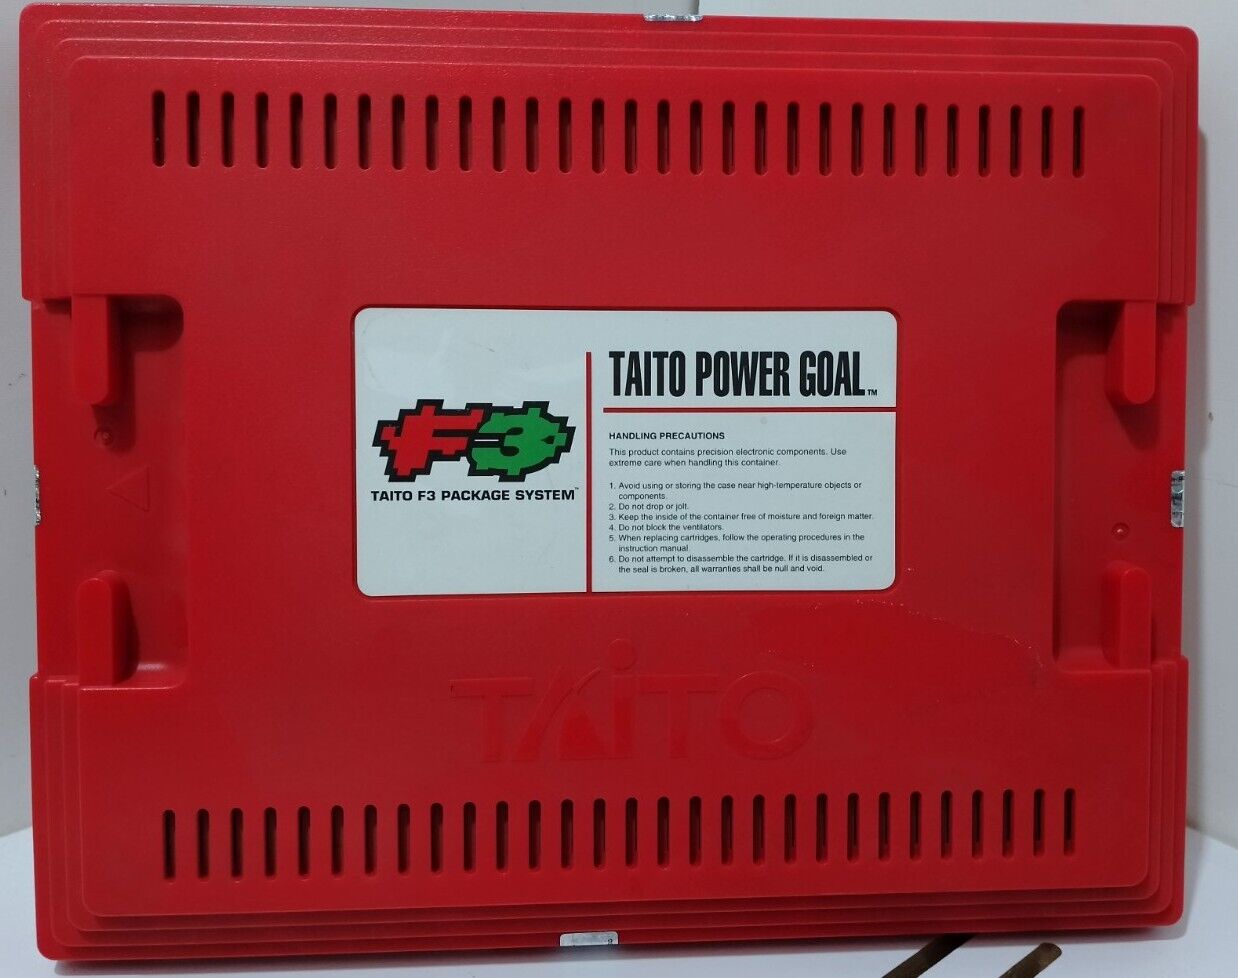 TAITO POWER GOAL™
F3
TAITO F3 PACKAGE SYSTEM™
HANDLING PRECAUTIONS
This product contains precision electronic components. Use
extreme care when handling this container.
1. Avoid using or storing the case near high-temperature objects or
components.
2. Do not drop or jolt.
3. Keep the inside of the container free of moisture and foreign matter.
4. Do not block the ventilators.
5. When replacing cartridges, follow the operating procedures in the
instruction manual.
6. Do not attempt to disassemble the cartridge. If it is disassembled or
the seal is broken, all warranties shall be null and void.
TAiTO